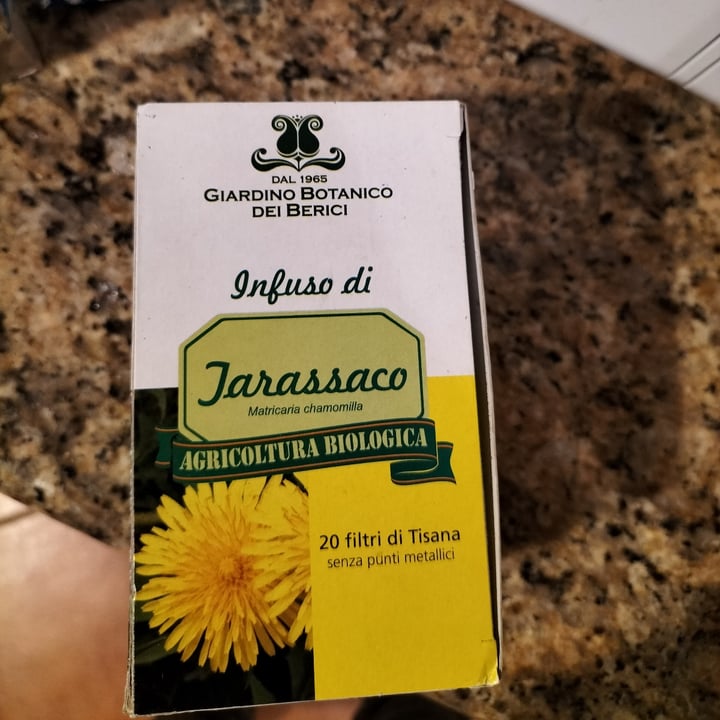 DAL 1965
GIARDINO BOTANICO
DEI BERICI
Infuso di
Tarassaco
Matricaria chamomilla
AGRICOLTURA BIOLOGICA
20 filtri di Tisana
senza punti metallici